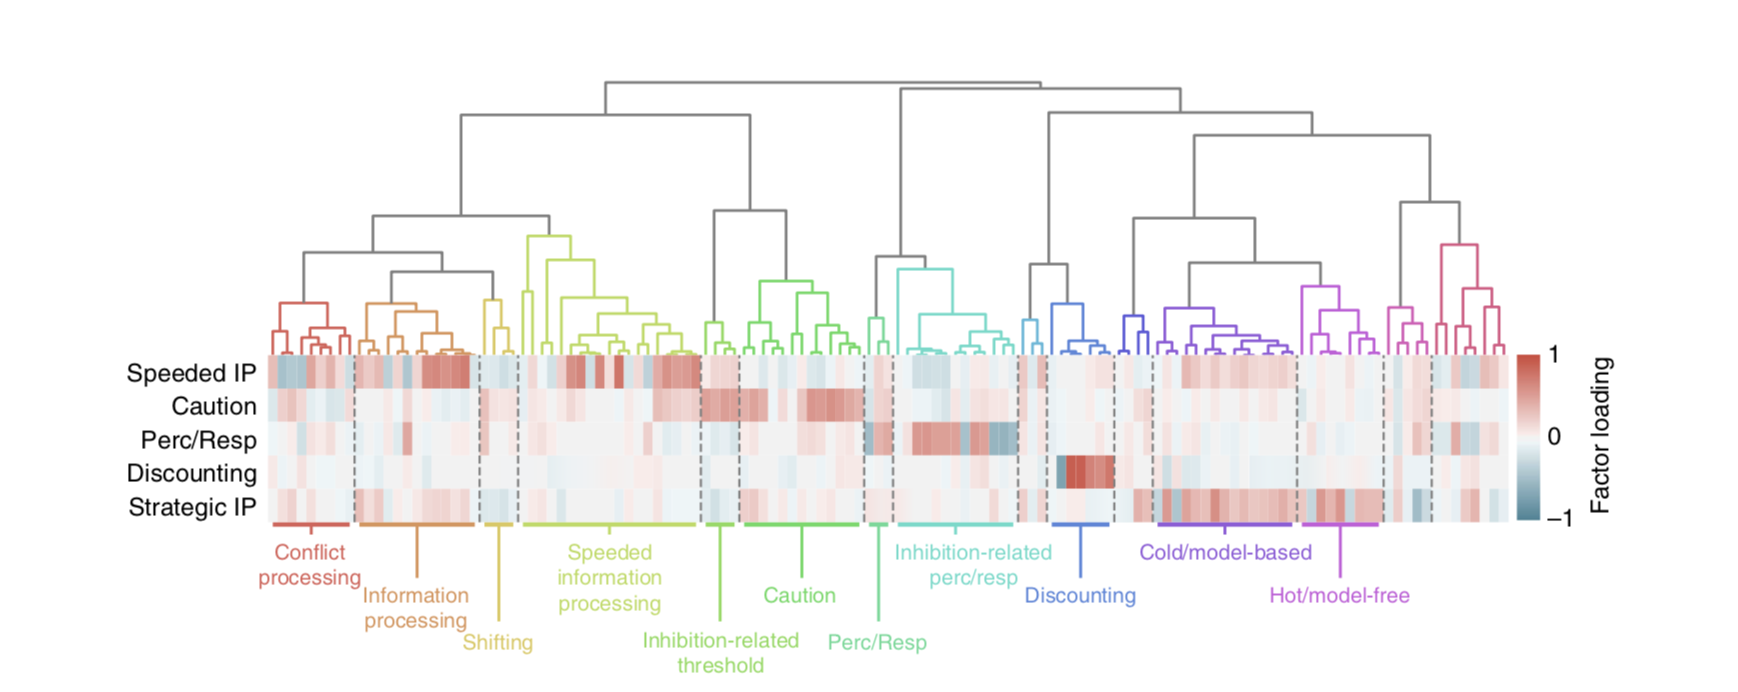 Speeded IP
Caution
Perc/Resp
Discounting
Strategic IP
1
0
–1
Factor loading
Conflict
processing
Information
processing
Shifting
Speeded
information
processing
Inhibition-related
threshold
Caution
Perc/Resp
Inhibition-related
perc/resp
Discounting
Cold/model-based
Hot/model-free